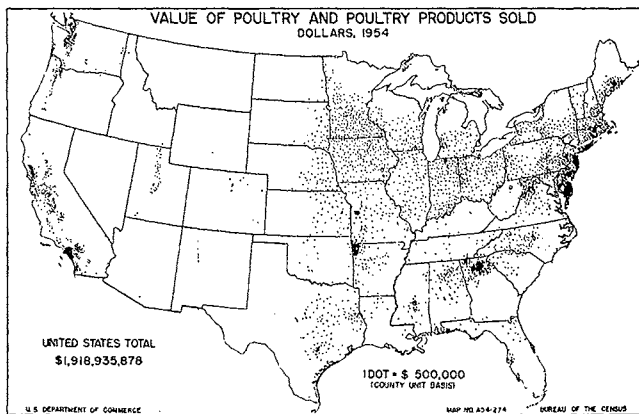 VALUE OF POULTRY AND POULTRY PRODUCTS SOLD
DOLLARS, 1954
UNITED STATES TOTAL
$1,918,935,878
1 DOT = $ 500,000
(COUNTY UNIT BASIS)
U.S. DEPARTMENT OF COMMERCE
MAP NO. A54-274
BUREAU OF THE CENSUS